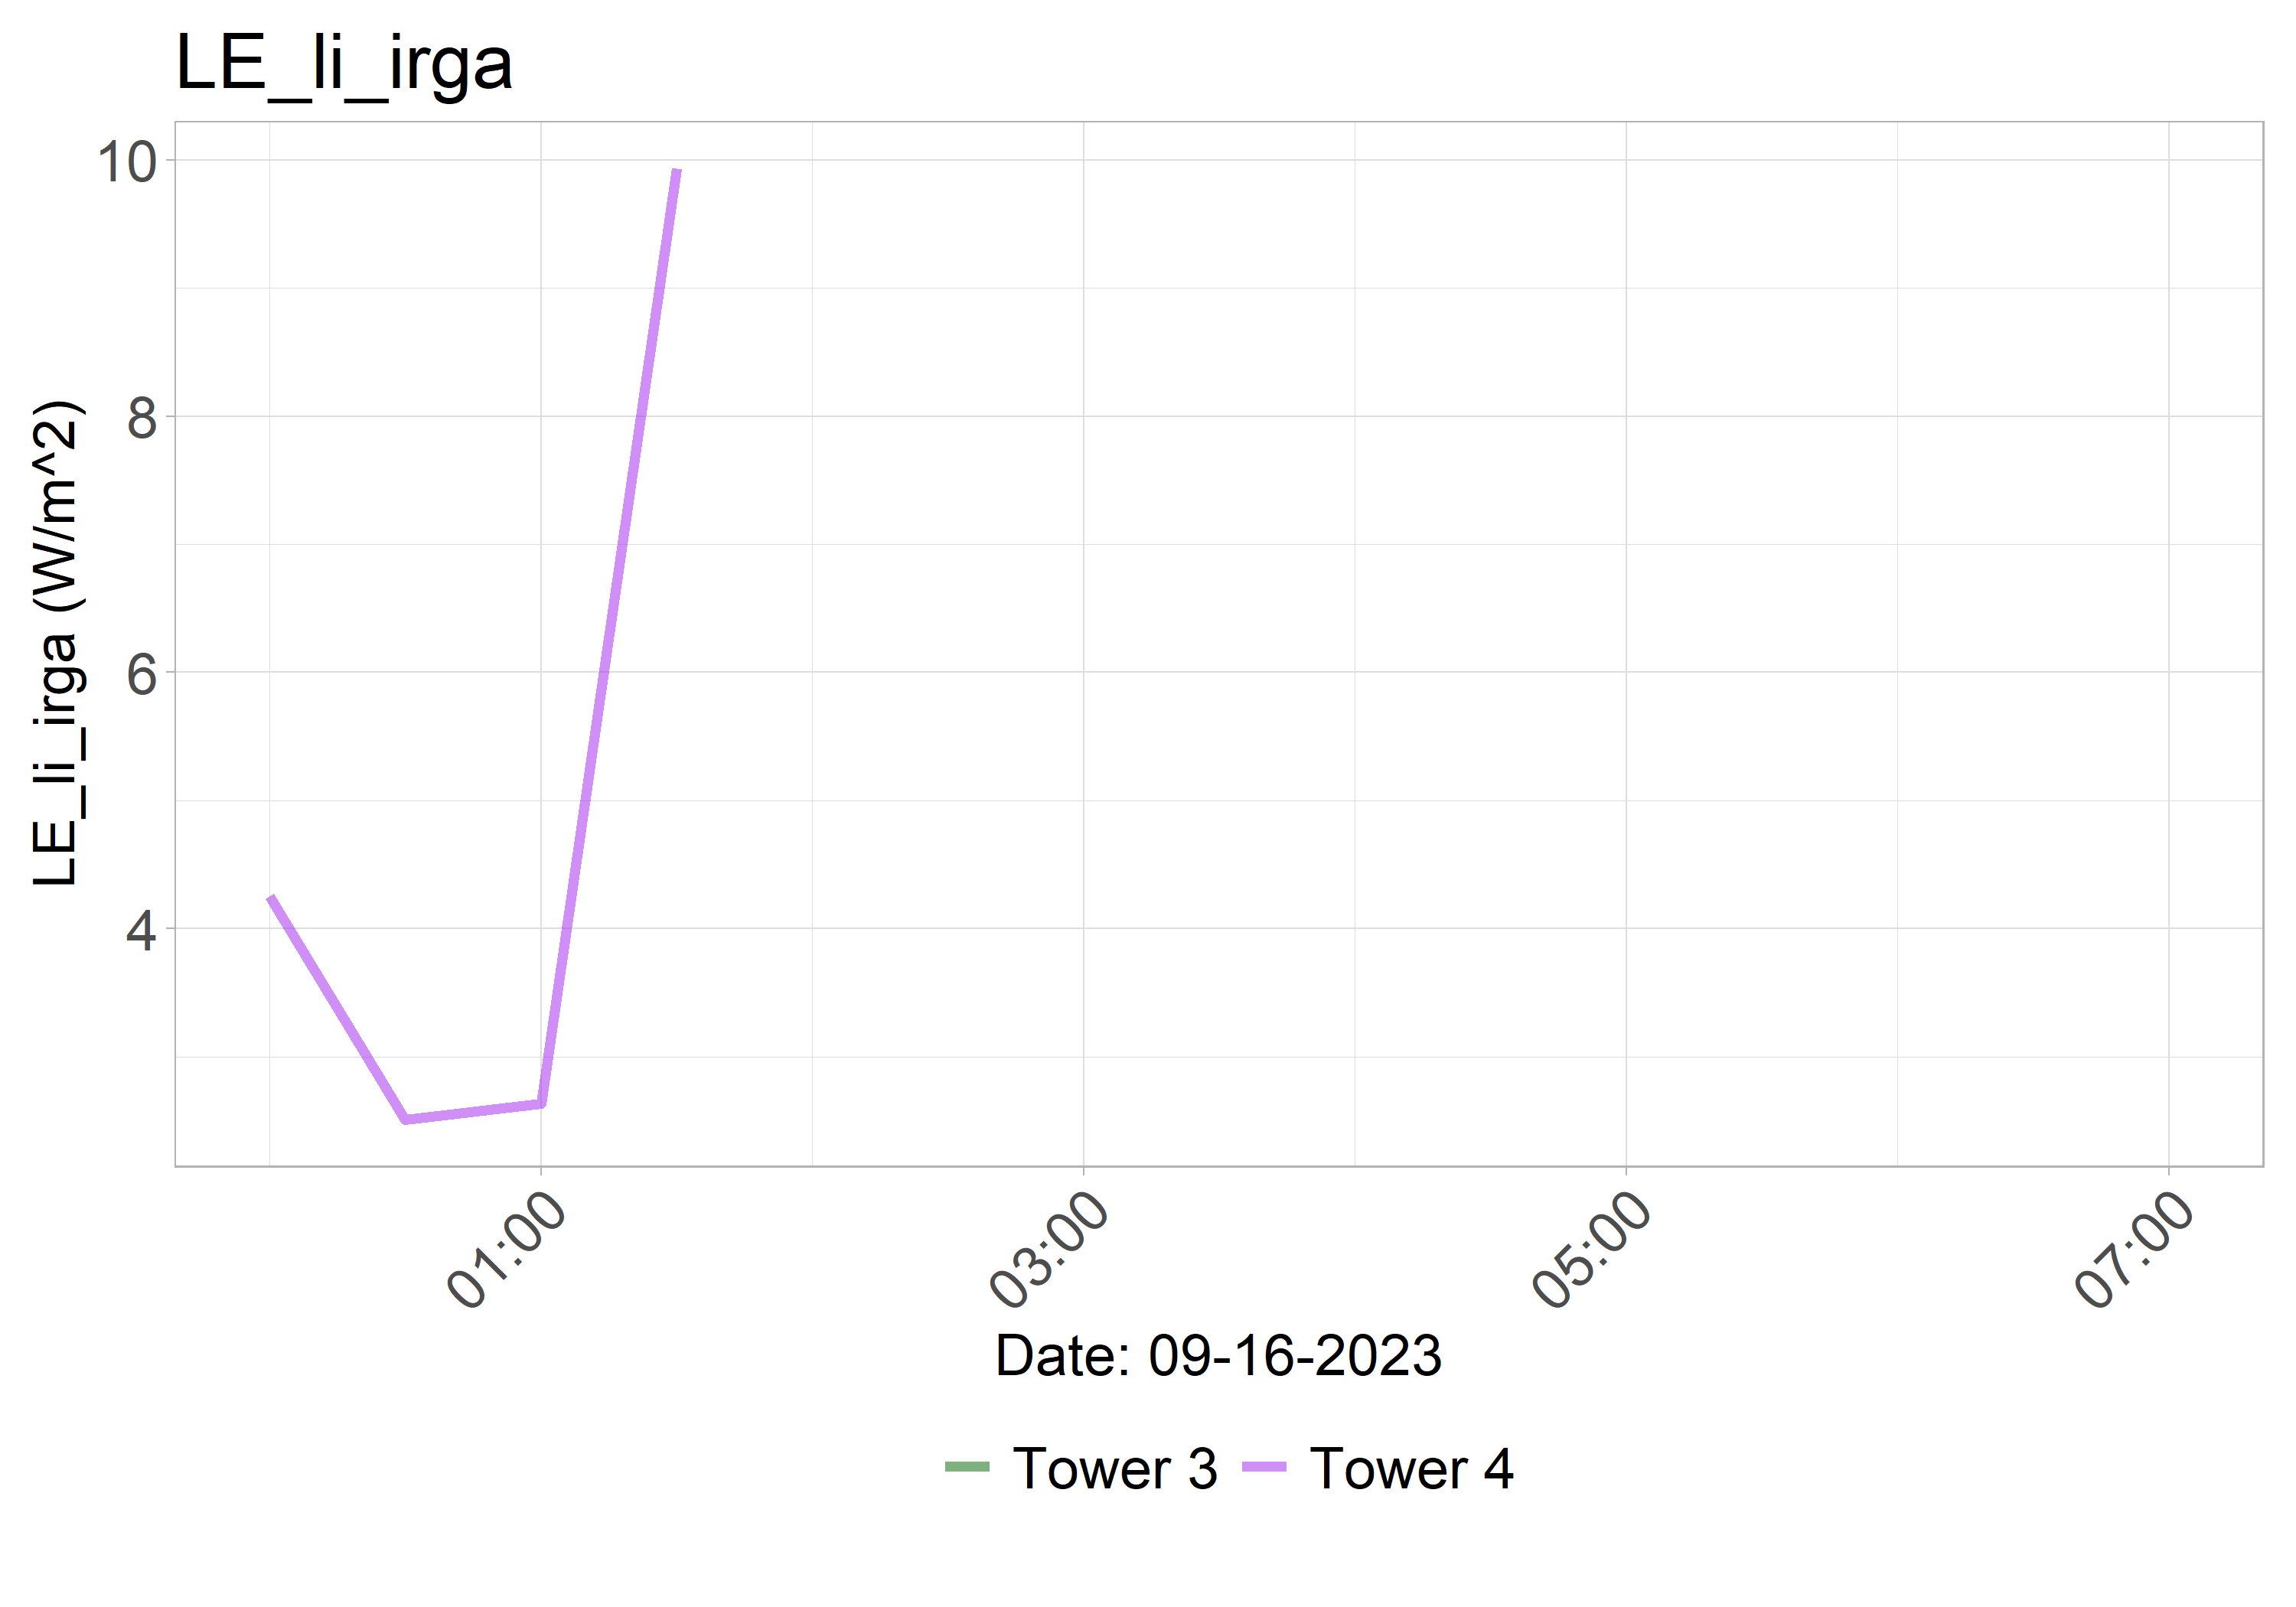 LE_li_irga
LE_li_irga (W/m^2)
10
8
6
4
01:00
03:00
05:00
07:00
Date: 09-16-2023
Tower 3
Tower 4